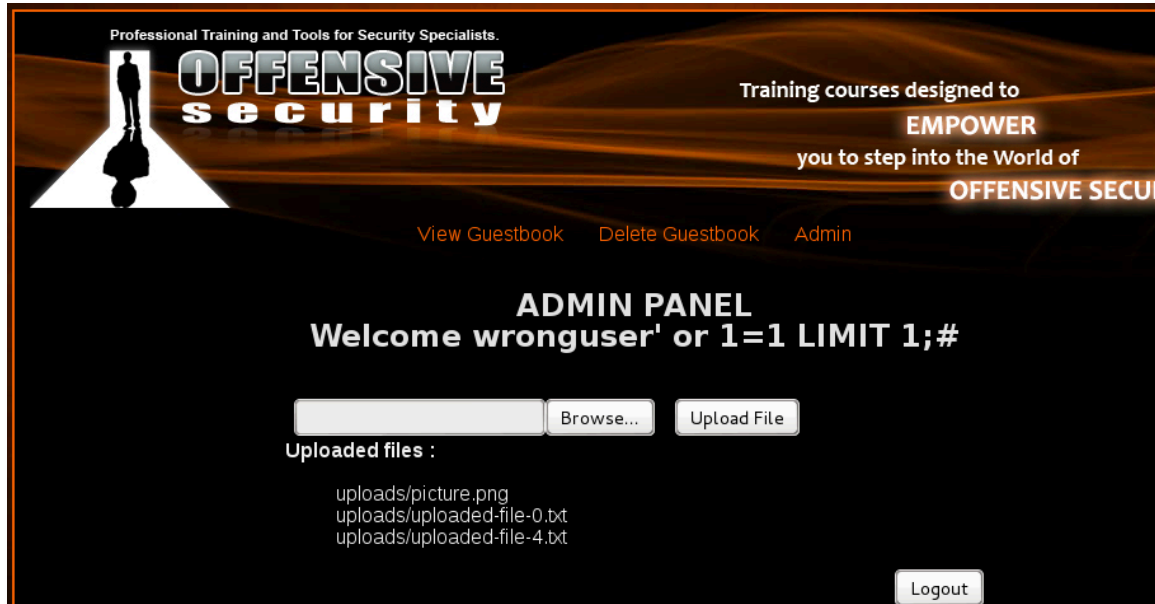 Professional Training and Tools for Security Specialists.
OFFENSIVE
security
Training courses designed to
EMPOWER
you to step into the World of
OFFENSIVE SECU
View Guestbook Delete Guestbook Admin
ADMIN PANEL
Welcome wronguser' or 1=1 LIMIT 1;#
Browse... Upload File
Uploaded files :
uploads/picture.png
uploads/uploaded-file-0.txt
uploads/uploaded-file-4.txt
Logout